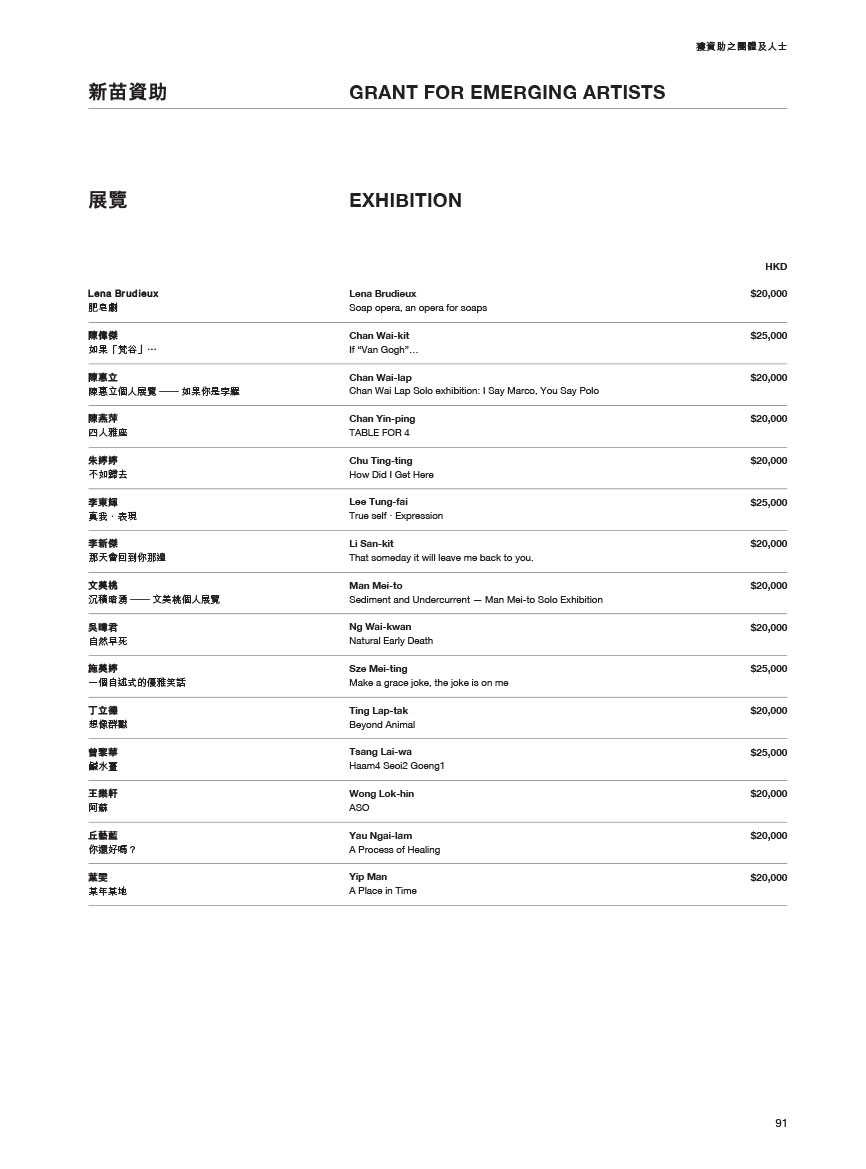 獲資助之團體及人士
新苗資助 GRANT FOR EMERGING ARTISTS
展覽 EXHIBITION
HKD
Lena Brudieux Lena Brudieux $20,000
肥皂劇 Soap opera, an opera for soaps
陳偉傑 Chan Wai-kit $25,000
如果「梵谷」… If “Van Gogh”…
陳惠立 Chan Wai-lap $20,000
陳惠立個人展覽 —— 如果你是孛羅 Chan Wai Lap Solo exhibition: I Say Marco, You Say Polo
陳燕萍 Chan Yin-ping $20,000
四人雅座 TABLE FOR 4
朱婷婷 Chu Ting-ting $20,000
不如歸去 How Did I Get Here
李東輝 Lee Tung-fai $25,000
真我．表現 True self · Expression
李新傑 Li San-kit $20,000
那天會回到你那邊 That someday it will leave me back to you.
文美桃 Man Mei-to $20,000
沉積暗湧 —— 文美桃個人展覽 Sediment and Undercurrent — Man Mei-to Solo Exhibition
吳暐君 Ng Wai-kwan $20,000
自然早死 Natural Early Death
施美婷 Sze Mei-ting $25,000
一個自述式的優雅笑話 Make a grace joke, the joke is on me
丁立德 Ting Lap-tak $20,000
想像群獸 Beyond Animal
曾黎華 Tsang Lai-wa $25,000
鹹水薑 Haam4 Seoi2 Goeng1
王樂軒 Wong Lok-hin $20,000
阿蘇 ASO
丘藝藍 Yau Ngai-lam $20,000
你還好嗎？ A Process of Healing
葉雯 Yip Man $20,000
某年某地 A Place in Time
91